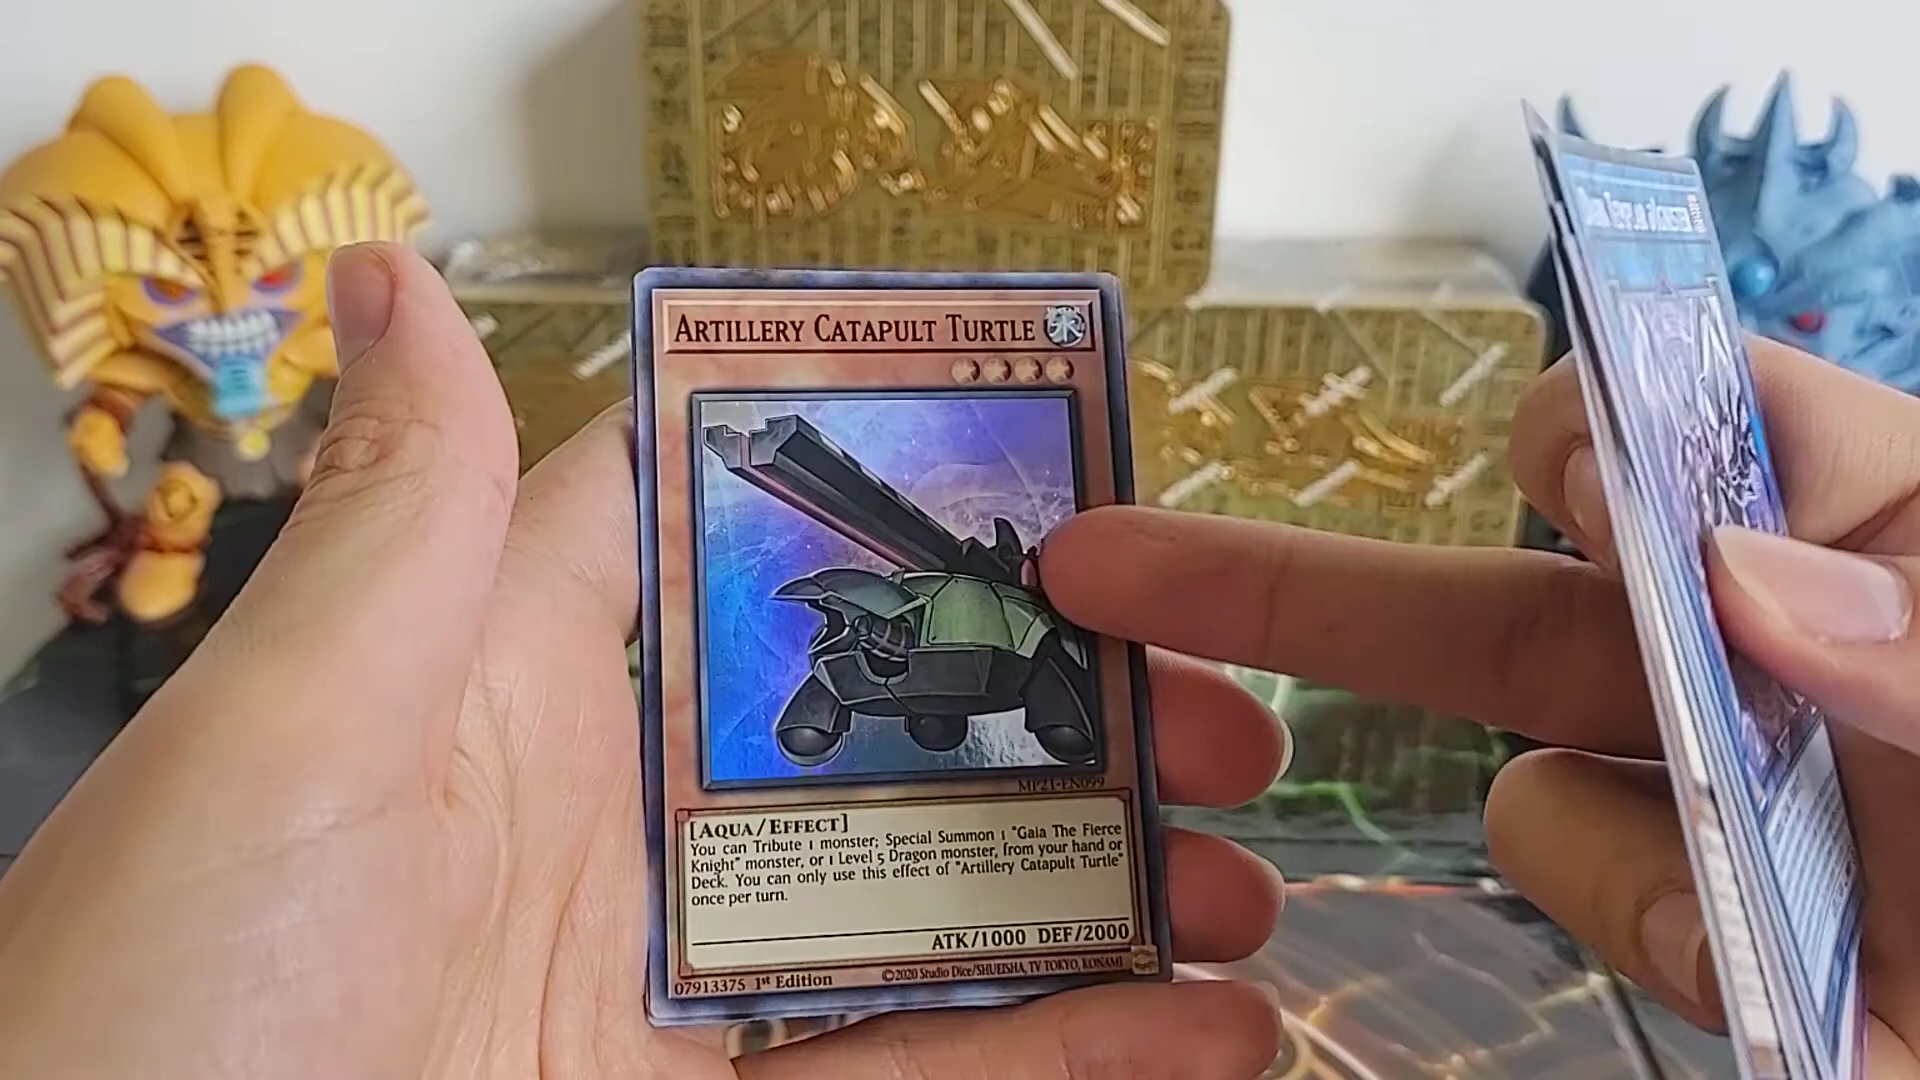 ARTILLERY CATAPULT TURTLE
水
MP21-EN099
[AQUA/EFFECT]
You can Tribute 1 monster; Special Summon 1 "Gaia The Fierce
Knight" monster, or 1 Level 5 Dragon monster, from your hand or
Deck. You can only use this effect of "Artillery Catapult Turtle"
once per turn.
ATK/1000 DEF/2000
07913375 1st Edition
©2020 Studio Dice/SHUEISHA, TV TOKYO, KONAMI